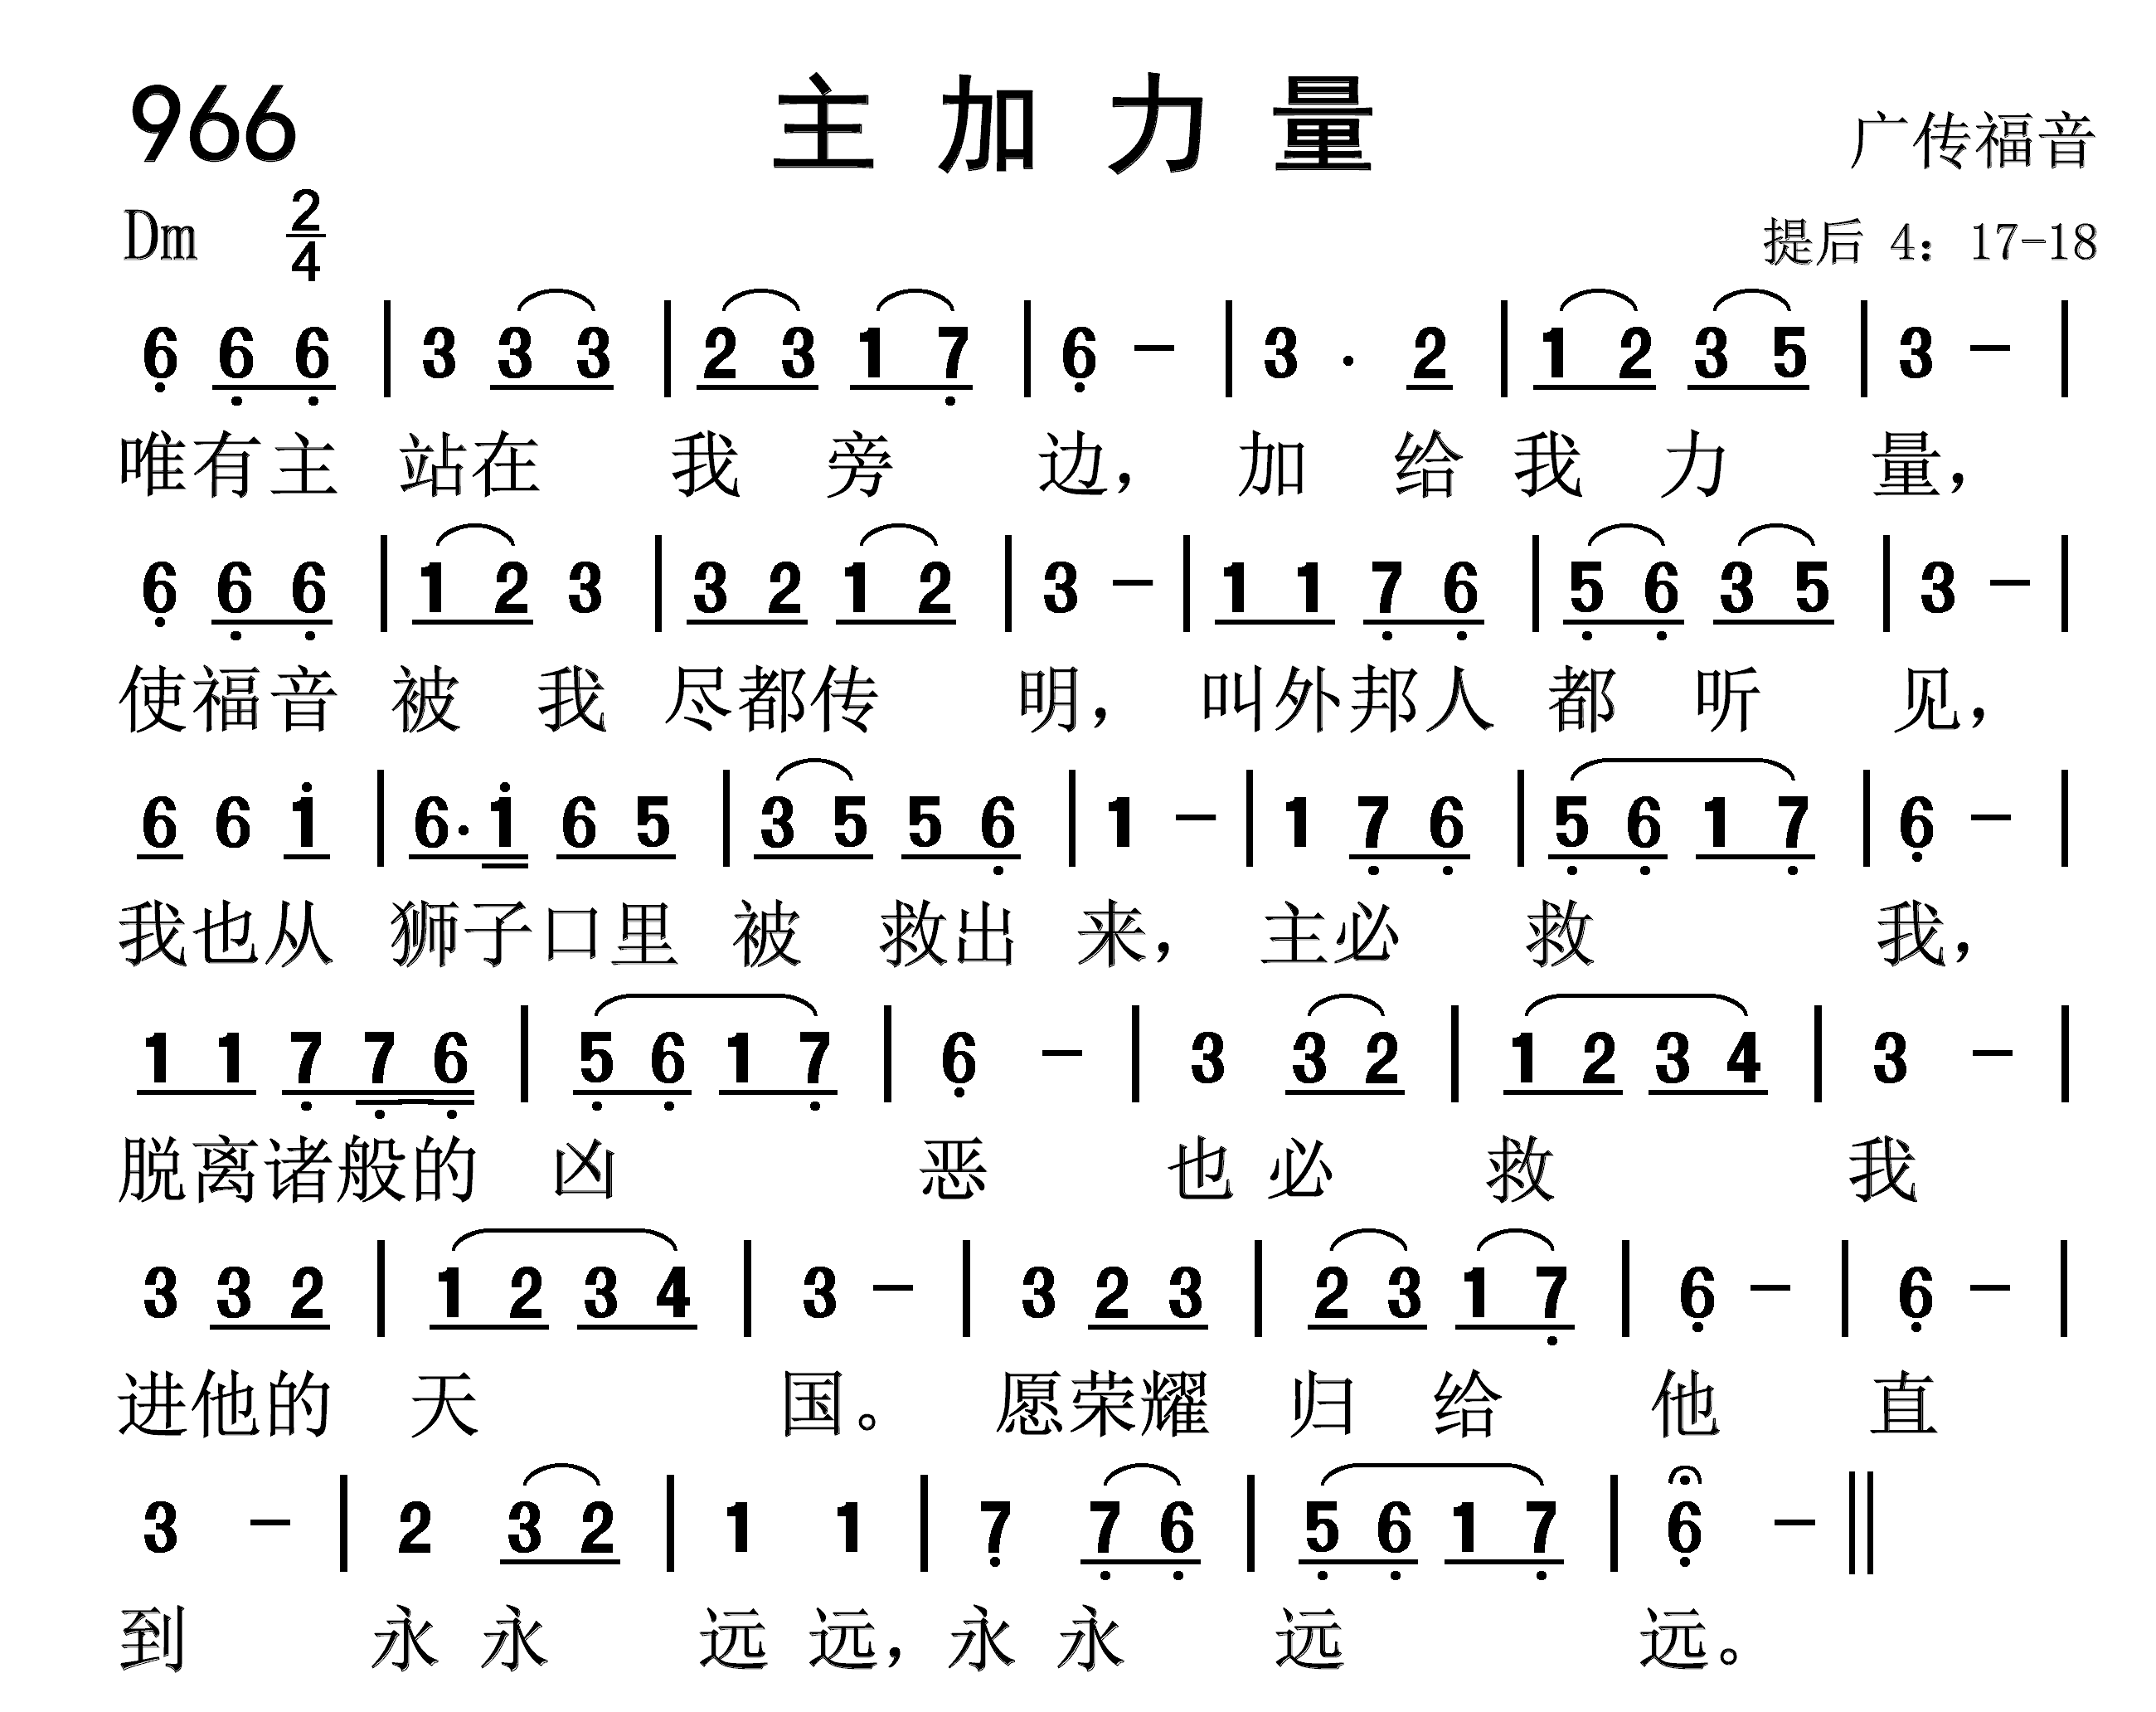 966 主加力量 广传福音
Dm 2/4 提后 4：17-18
6 6 6 | 3 3 3 | 2 3 1 7 | 6 － | 3 · 2 | 1 2 3 5 | 3 － |
唯有主 站在 我 旁 边，加 给 我 力 量，
6 6 6 | 1 2 3 | 3 2 1 2 | 3 － | 1 1 7 6 | 5 6 3 5 | 3 － |
使福音 被 我 尽都传 明，叫外邦人 都 听 见，
6 6 1 | 6· 1 6 5 | 3 5 5 6 | 1 － | 1 7 6 | 5 6 1 7 | 6 － |
我也从 狮子口里 被 救出 来，主必 救 我，
1 1 7 7 6 | 5 6 1 7 | 6 － | 3 3 2 | 1 2 3 4 | 3 － |
脱离诸般的 凶 恶 也 必 救 我
3 3 2 | 1 2 3 4 | 3 － | 3 2 3 | 2 3 1 7 | 6 － | 6 － |
进他的 天 国。愿荣耀 归 给 他 直
3 － | 2 3 2 | 1 1 | 7 7 6 | 5 6 1 7 | 6 － ‖
到 永 永 远 远，永 永 远 远。